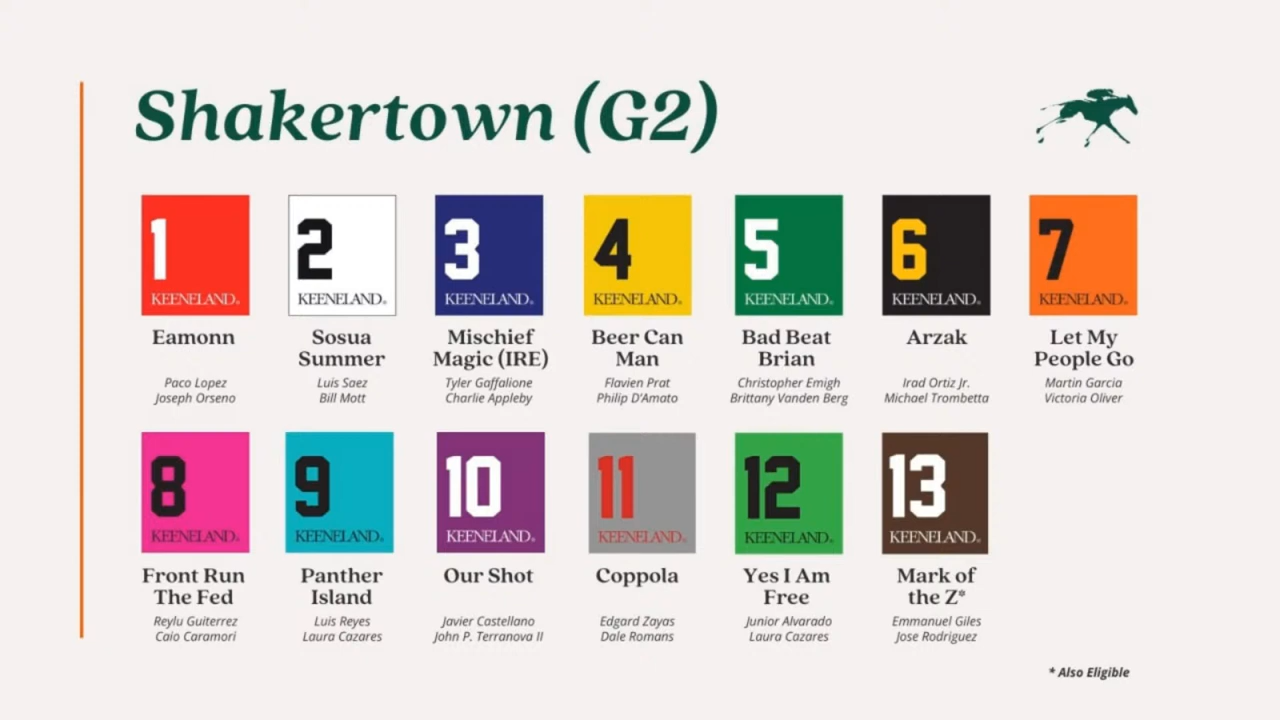 Shakertown (G2)
1
KEENELAND®
Eamonn
Paco Lopez
Joseph Orseno
2
KEENELAND®
Sosua
Summer
Luis Saez
Bill Mott
3
KEENELAND®
Mischief
Magic (IRE)
Tyler Gaffalione
Charlie Appleby
4
KEENELAND®
Beer Can
Man
Flavien Prat
Philip D'Amato
5
KEENELAND®
Bad Beat
Brian
Christopher Emigh
Brittany Vanden Berg
6
KEENELAND®
Arzak
Irad Ortiz Jr.
Michael Trombetta
7
KEENELAND®
Let My
People Go
Martin Garcia
Victoria Oliver
8
KEENELAND®
Front Run
The Fed
Reylu Guiterrez
Caio Caramori
9
KEENELAND®
Panther
Island
Luis Reyes
Laura Cazares
10
KEENELAND®
Our Shot
Javier Castellano
John P. Terranova II
11
KEENELAND®
Coppola
Edgard Zayas
Dale Romans
12
KEENELAND®
Yes I Am
Free
Junior Alvarado
Laura Cazares
13
KEENELAND®
Mark of
the Z*
Emmanuel Giles
Jose Rodriguez
* Also Eligible